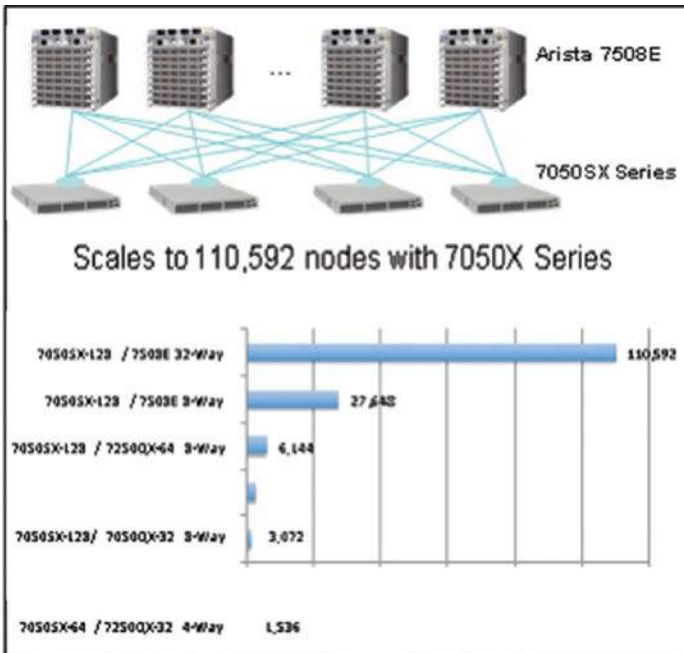 Arista 7508E
...
7050SX Series
Scales to 110,592 nodes with 7050X Series
7050SX-128 / 7508E 32-Way 110,592
7050SX-128 / 7508E 8-Way 27,648
7050SX-128 / 7250QX-64 8-Way 6,144
7050SX-128/ 7050QX-32 8-Way 3,072
7050SX-64 / 7250QX-32 4-Way 1,536